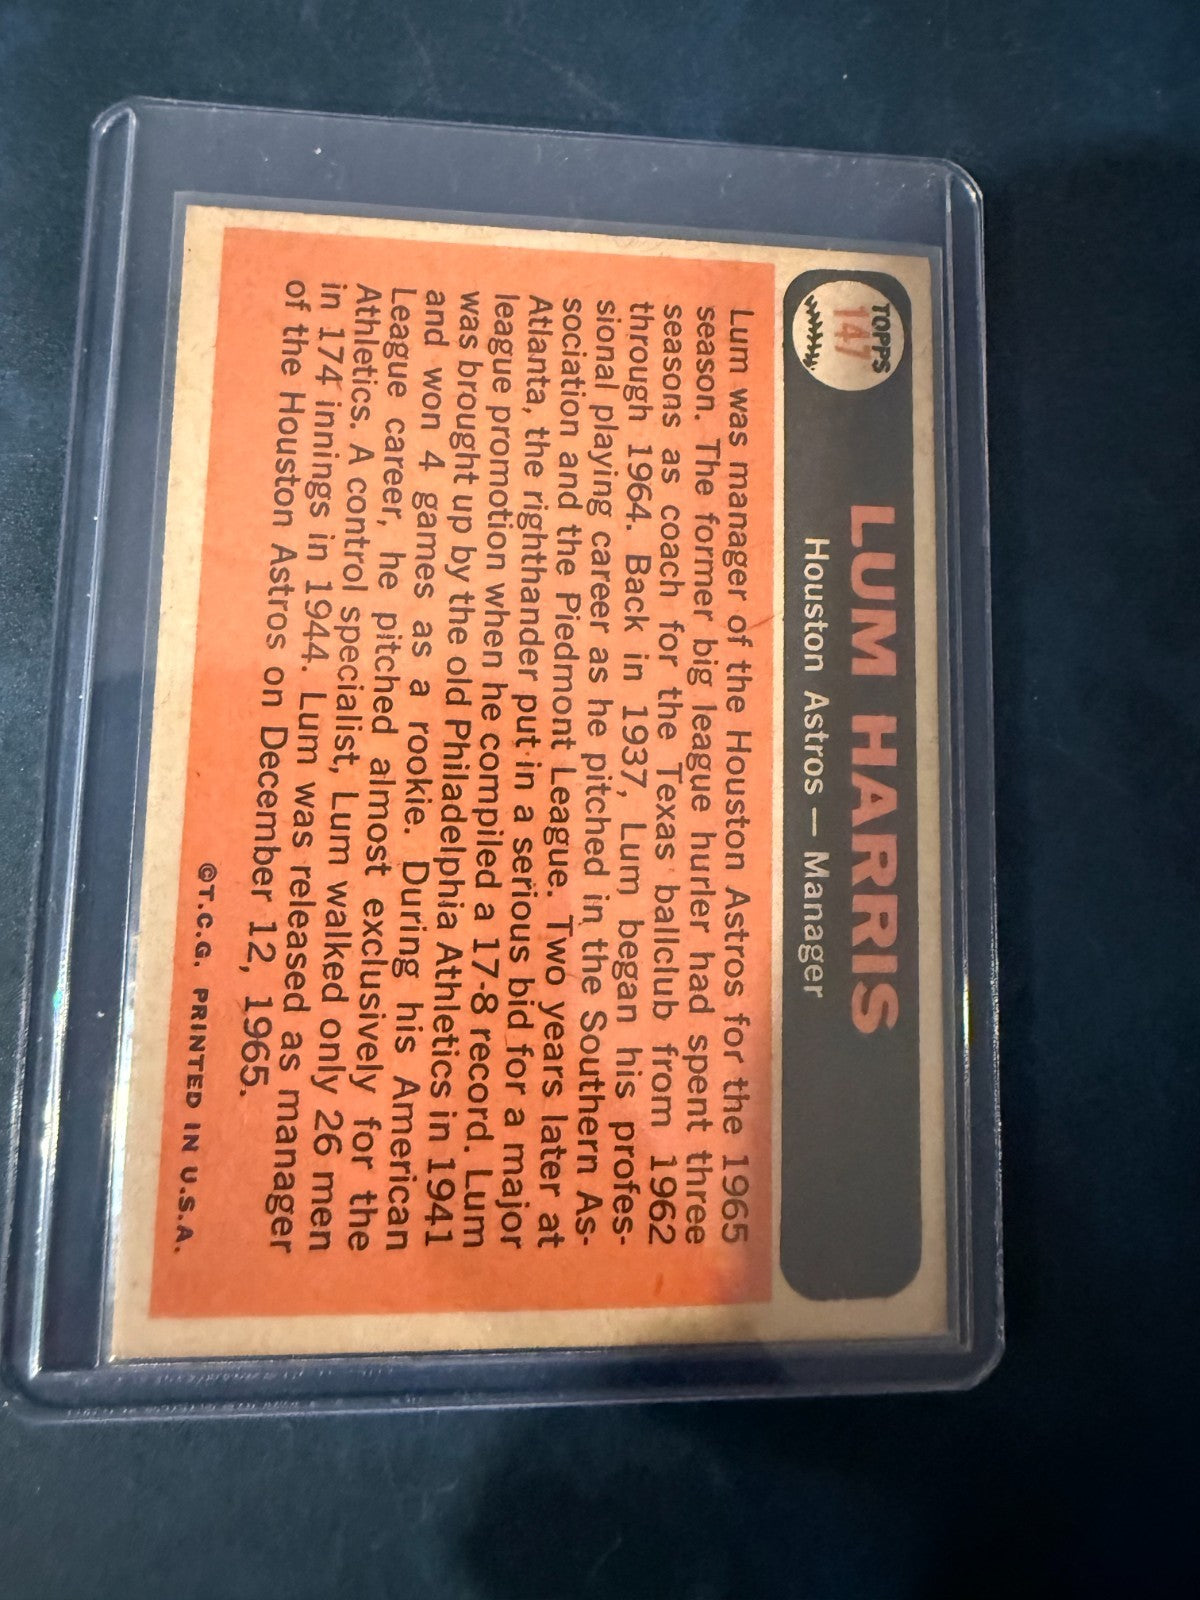 TOPPS
147
LUM HARRIS
Houston Astros — Manager
Lum was manager of the Houston Astros for the 1965
season. The former big league hurler had spent three
seasons as coach for the Texas ballclub from 1962
through 1964. Back in 1937, Lum began his profes-
sional playing career as he pitched in the Southern As-
sociation and the Piedmont League. Two years later at
Atlanta, the righthander put in a serious bid for a major
league promotion when he compiled a 17-8 record. Lum
was brought up by the old Philadelphia Athletics in 1941
and won 4 games as a rookie. During his American
League career, he pitched almost exclusively for the
Athletics. A control specialist, Lum walked only 26 men
in 174 innings in 1944. Lum was released as manager
of the Houston Astros on December 12, 1965.
©T.C.G. PRINTED IN U.S.A.